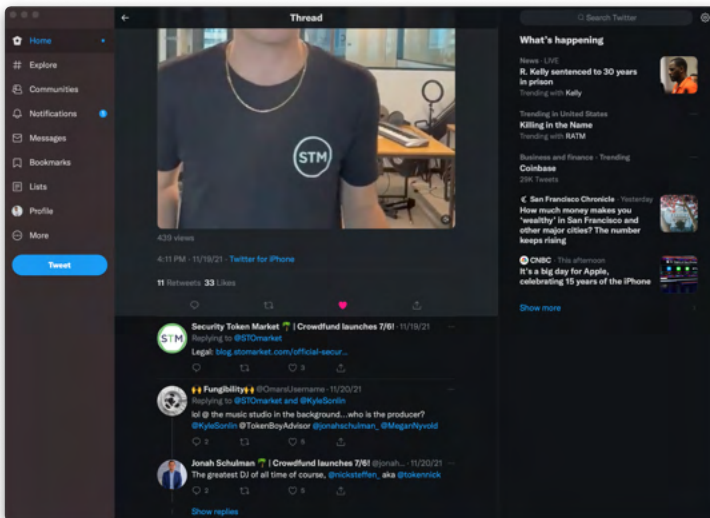 Home
Explore
Communities
Notifications
1
Messages
Bookmarks
Lists
Profile
More
Tweet
Thread
STM
439 views
4:11 PM · 11/19/21 · Twitter for iPhone
11 Retweets 33 Likes
STM
Security Token Market 🌴 | Crowdfund launches 7/6! · 11/19/21
Replying to @STOmarket
Legal: blog.stomarket.com/official-secur...
3
🙌 Fungibility🙌 @OmarsUsername · 11/20/21
Replying to @STOmarket and @KyleSonlin
lol @ the music studio in the background...who is the producer?
@KyleSonlin @TokenBoyAdvisor @jonahschulman_ @MeganNyvold
2
5
Jonah Schulman 🌴 | Crowdfund launches 7/6! @jonah... · 11/20/21
The greatest DJ of all time of course, @nicksteffen_ aka @tokennick
2
5
Show replies
Search Twitter
What's happening
News · LIVE
R. Kelly sentenced to 30 years
in prison
Trending with Kelly
Trending in United States
Killing in the Name
Trending with RATM
Business and finance · Trending
Coinbase
29K Tweets
San Francisco Chronicle · Yesterday
How much money makes you
'wealthy' in San Francisco and
other major cities? The number
keeps rising
CNBC · This afternoon
It's a big day for Apple,
celebrating 15 years of the iPhone
Show more